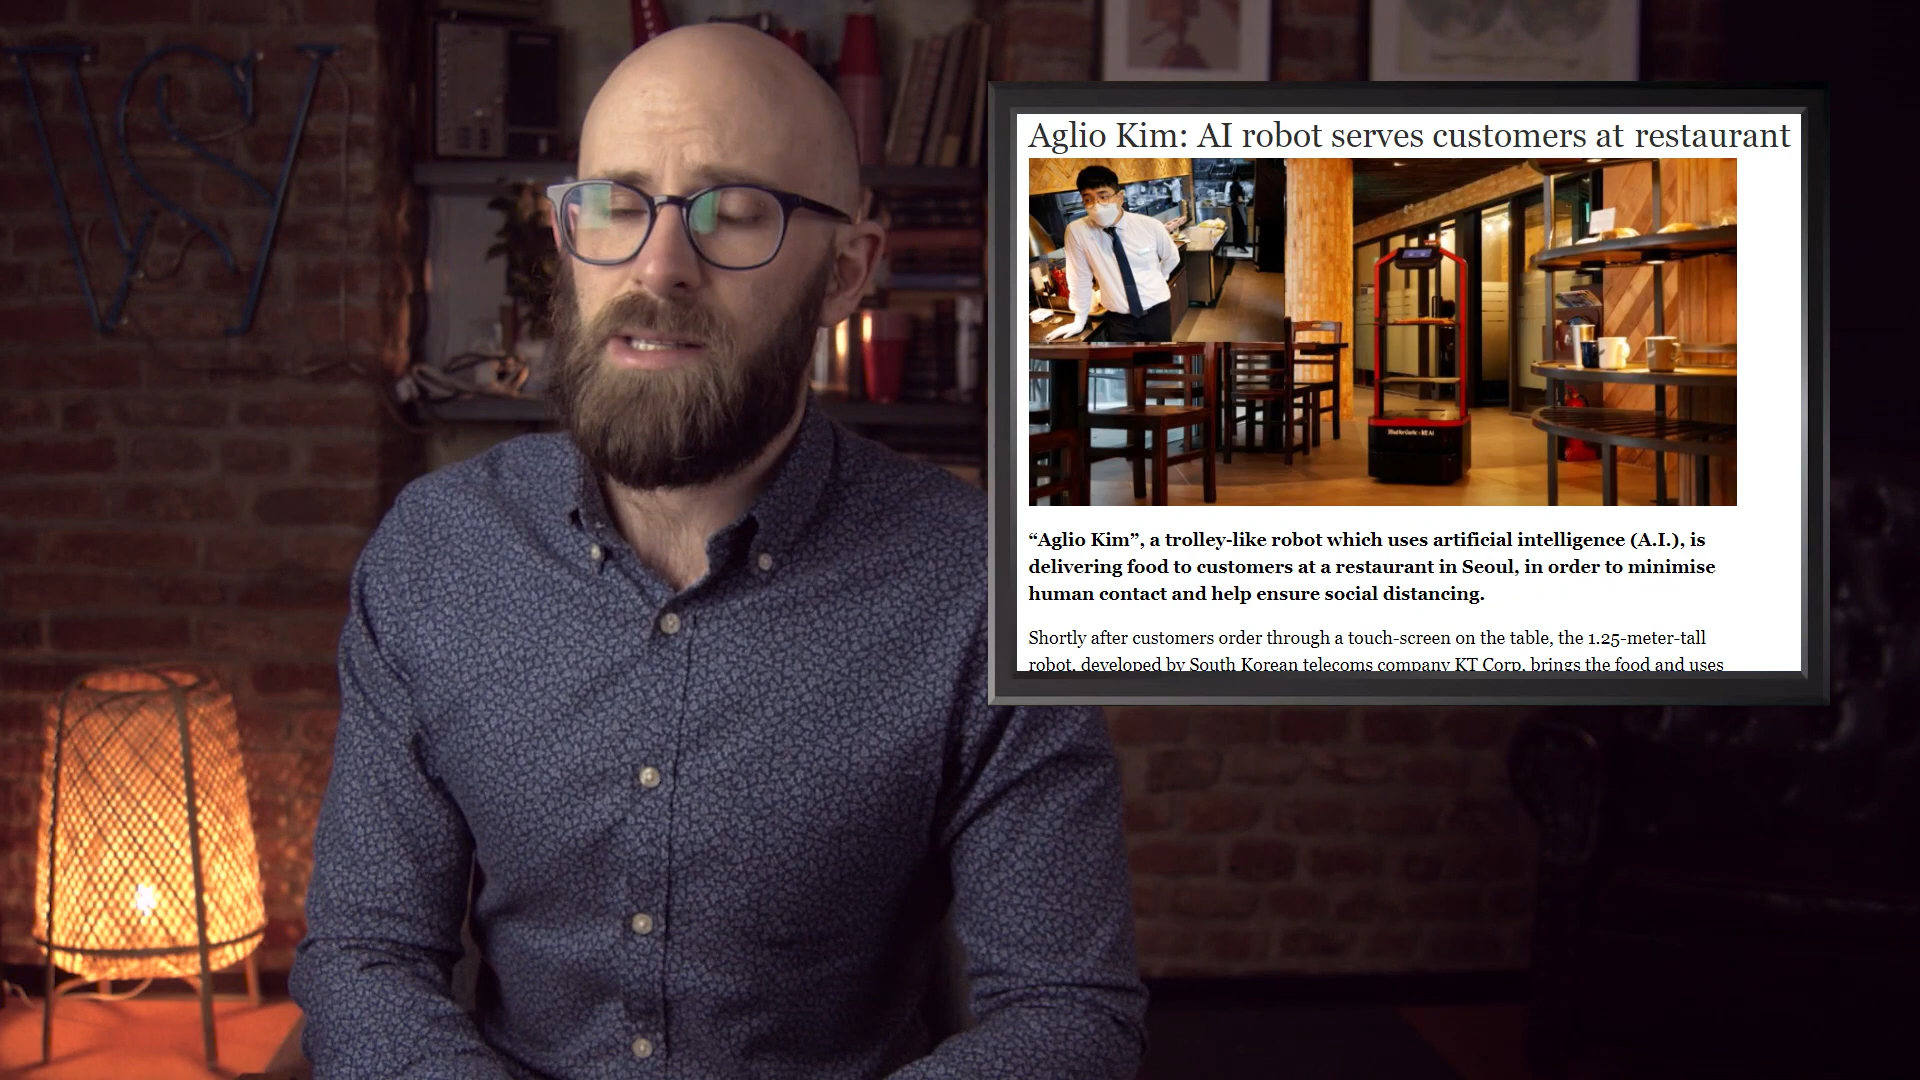 VS
Aglio Kim: AI robot serves customers at restaurant
“Aglio Kim”, a trolley-like robot which uses artificial intelligence (A.I.), is
delivering food to customers at a restaurant in Seoul, in order to minimise
human contact and help ensure social distancing.
Shortly after customers order through a touch-screen on the table, the 1.25-meter-tall
robot, developed by South Korean telecoms company KT Corp, brings the food and uses